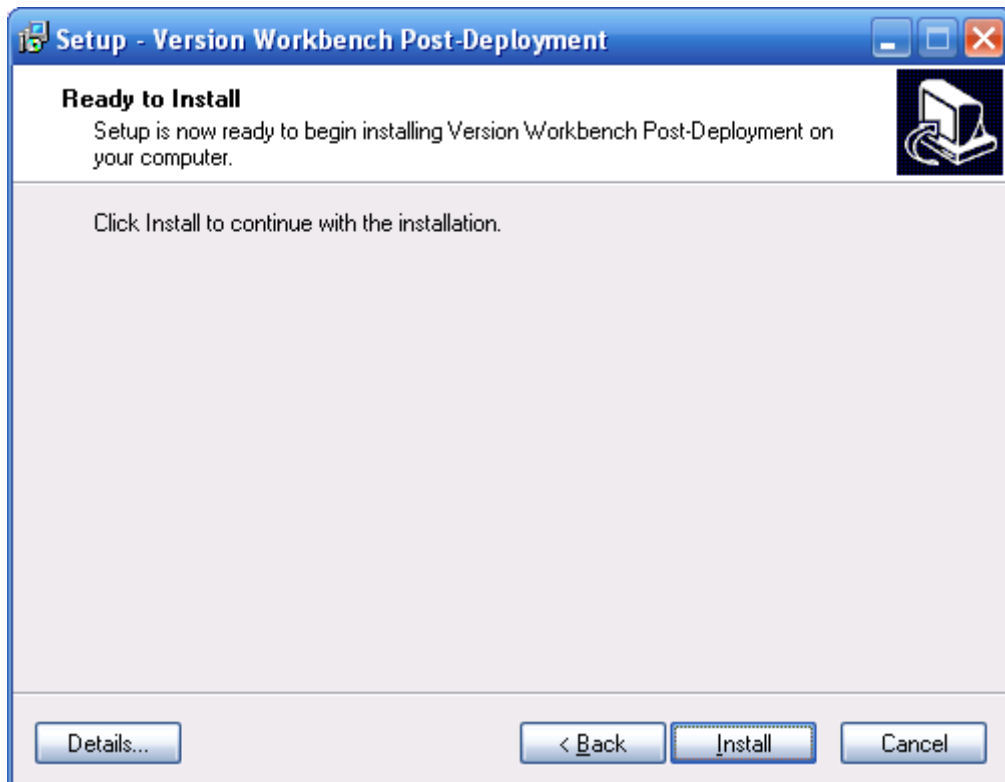 Setup - Version Workbench Post-Deployment
Ready to Install
Setup is now ready to begin installing Version Workbench Post-Deployment on
your computer.
Click Install to continue with the installation.
Details...
< Back
Install
Cancel